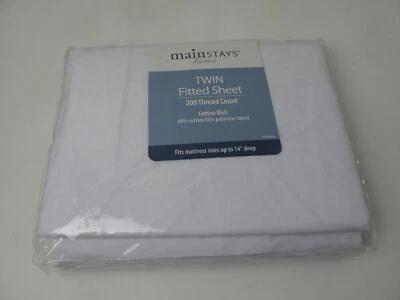 mainSTAYS
home
TWIN
Fitted Sheet
200 Thread Count
Cotton Rich
60% cotton/40% polyester blend
Fits mattress sizes up to 14" deep